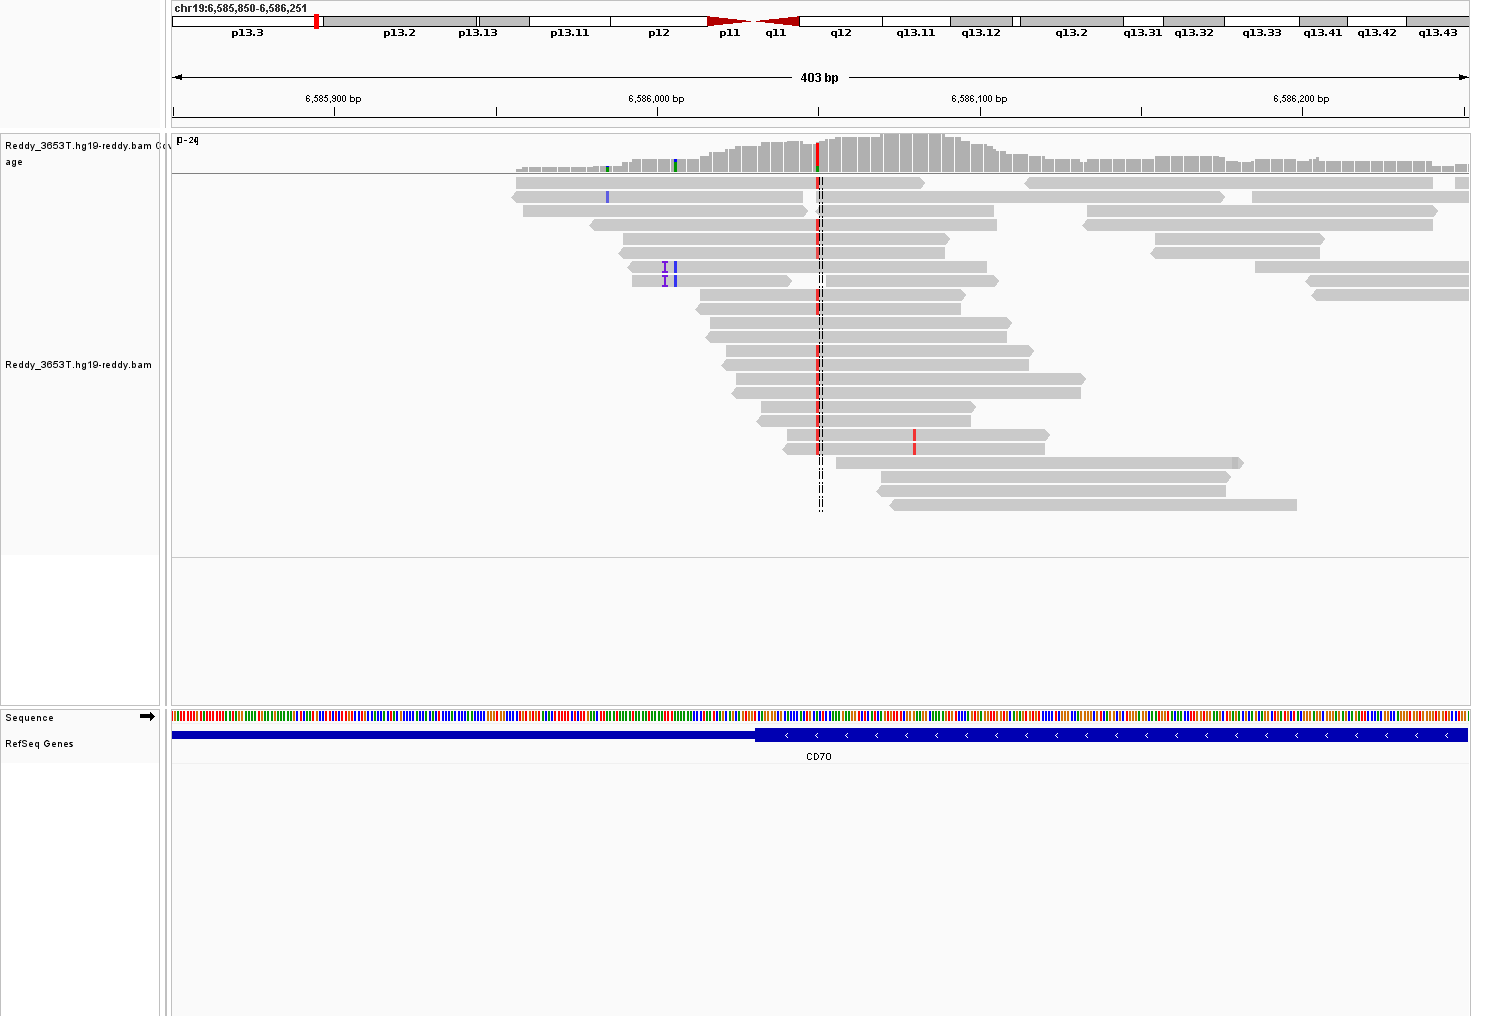 chr19:6,585,850-6,586,251
p13.3 p13.2 p13.13 p13.11 p12 p11 q11 q12 q13.11 q13.12 q13.2 q13.31 q13.32 q13.33 q13.41 q13.42 q13.43
403 bp
6,585,900 bp 6,586,000 bp 6,586,100 bp 6,586,200 bp
Reddy_3653T.hg19-reddy.bam Cov
age
Reddy_3653T.hg19-reddy.bam
Sequence
RefSeq Genes
CD70